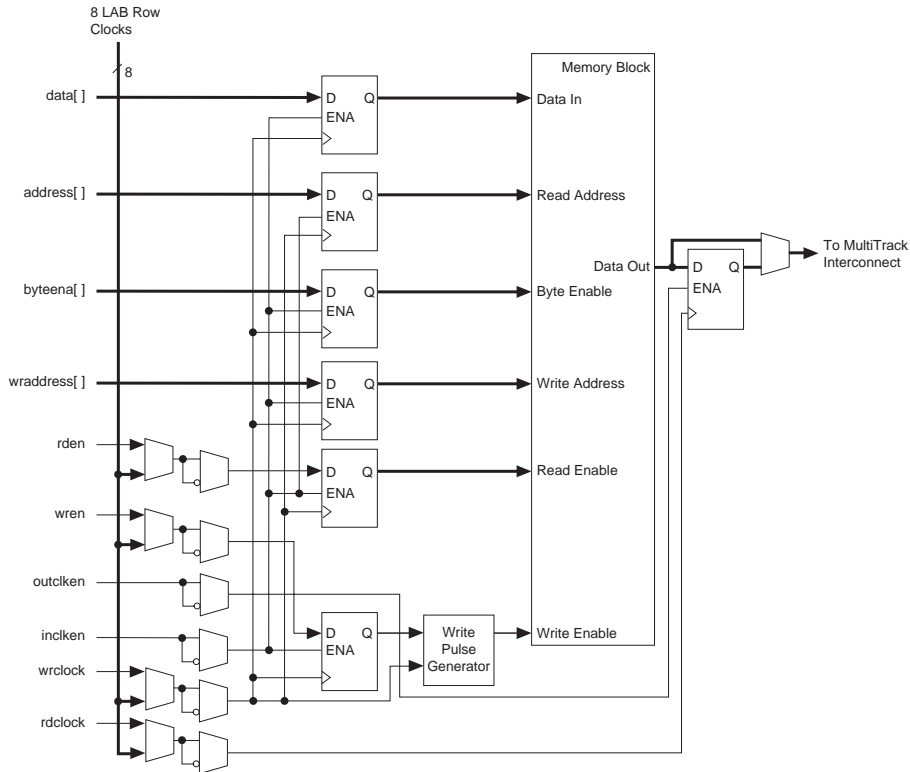 8 LAB Row
Clocks
8
data[ ]
D Q
ENA
Memory Block
Data In
address[ ]
D Q
ENA
Read Address
Data Out
D Q
ENA
To MultiTrack
Interconnect
byteena[ ]
D Q
ENA
Byte Enable
wraddress[ ]
D Q
ENA
Write Address
rden
D Q
ENA
Read Enable
wren
outclken
inclken
D Q
ENA
Write
Pulse
Generator
Write Enable
wrclock
rdclock